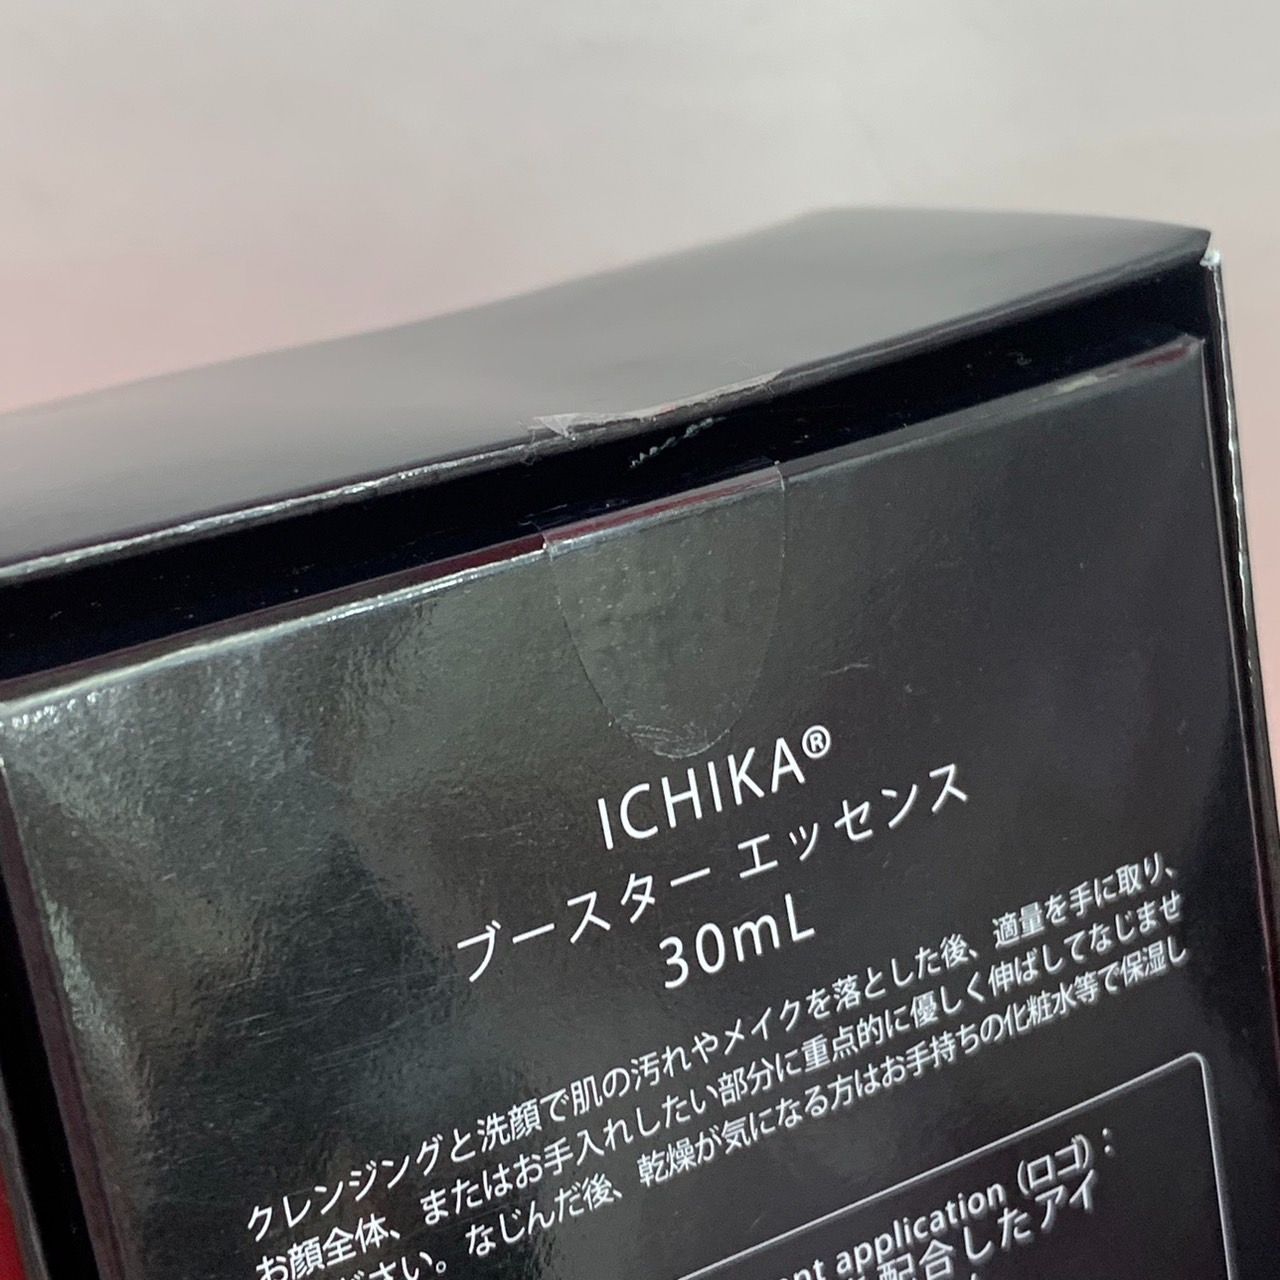 ICHIKA®
ブースター エッセンス
30mL
クレンジングと洗顔で肌の汚れやメイクを落とした後、適量を手に取り、
お顔全体、またはお手入れしたい部分に重点的に優しく伸ばしてなじませ
ださい。なじんだ後、乾燥が気になる方はお手持ちの化粧水等で保湿し
nt application（ロゴ）：
配合したアイ